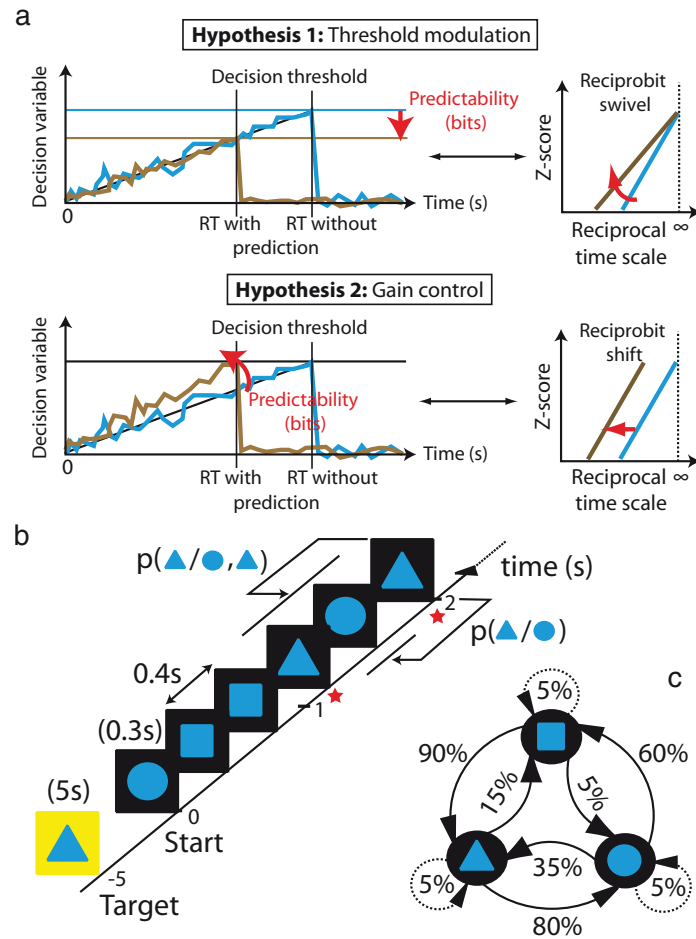 a
Hypothesis 1: Threshold modulation
Decision threshold
Decision variable
Predictability
(bits)
Time (s)
0
RT with
prediction
RT without
Reciprobit
swivel
Z-score
Reciprocal ∞
time scale
Hypothesis 2: Gain control
Decision threshold
Decision variable
Predictability
(bits)
Time (s)
0
RT with
prediction
RT without
Reciprobit
shift
Z-score
Reciprocal ∞
time scale
b
p(▲/●,▲)
time (s)
2
p(▲/●)
0.4s
1
(0.3s)
(5s)
0
Start
-5
Target
c
5%
90%
60%
15%
5%
35%
5%
5%
80%